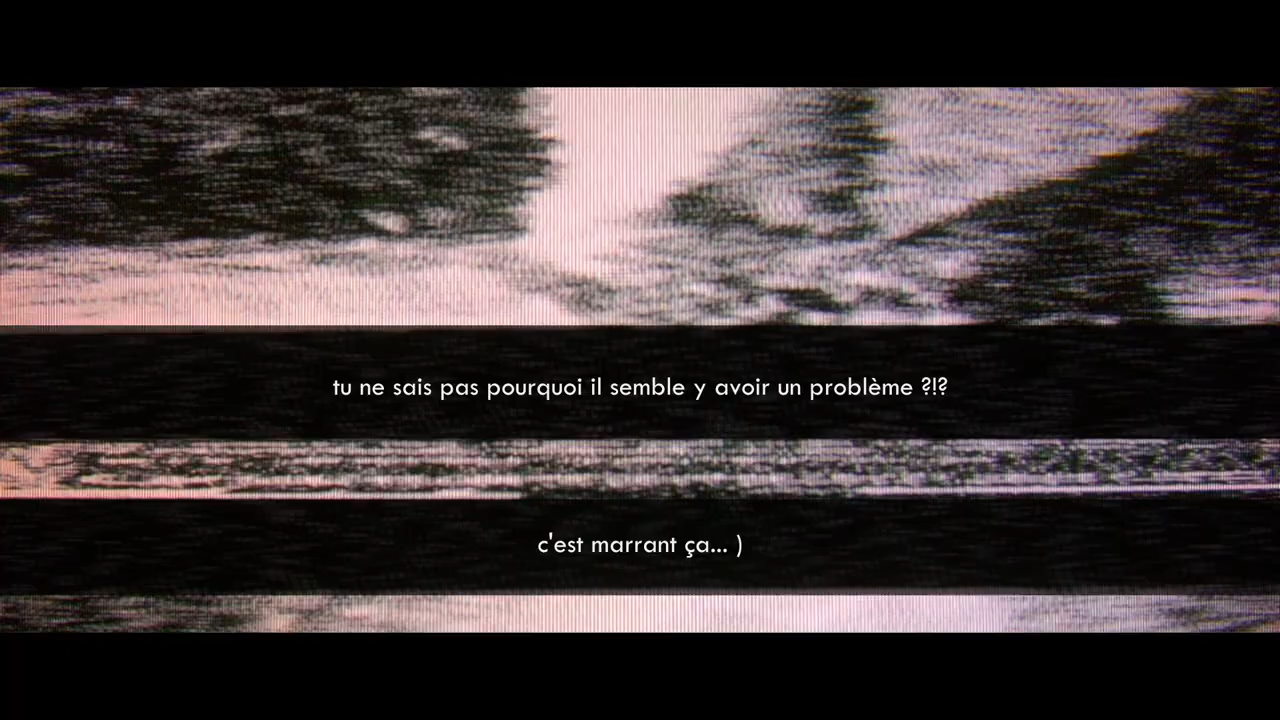 tu ne sais pas pourquoi il semble y avoir un problème ?!?
c'est marrant ça... )